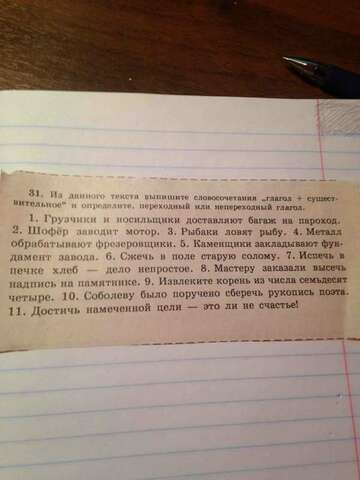 31. Из данного текста выпишите словосочетания „глагол + сущест-
вительное" и определите, переходный или непереходный глагол.
1. Грузчики и носильщики доставляют багаж на пароход.
2. Шофёр заводит мотор. 3. Рыбаки ловят рыбу. 4. Металл
обрабатывают фрезеровщики. 5. Каменщики закладывают фун-
дамент завода. 6. Сжечь в поле старую солому. 7. Испечь в
печке хлеб — дело непростое. 8. Мастеру заказали высечь
надпись на памятнике. 9. Извлеките корень из числа семьдесят
четыре. 10. Соболеву было поручено сберечь рукопись поэта.
11. Достичь намеченной цели — это ли не счастье!